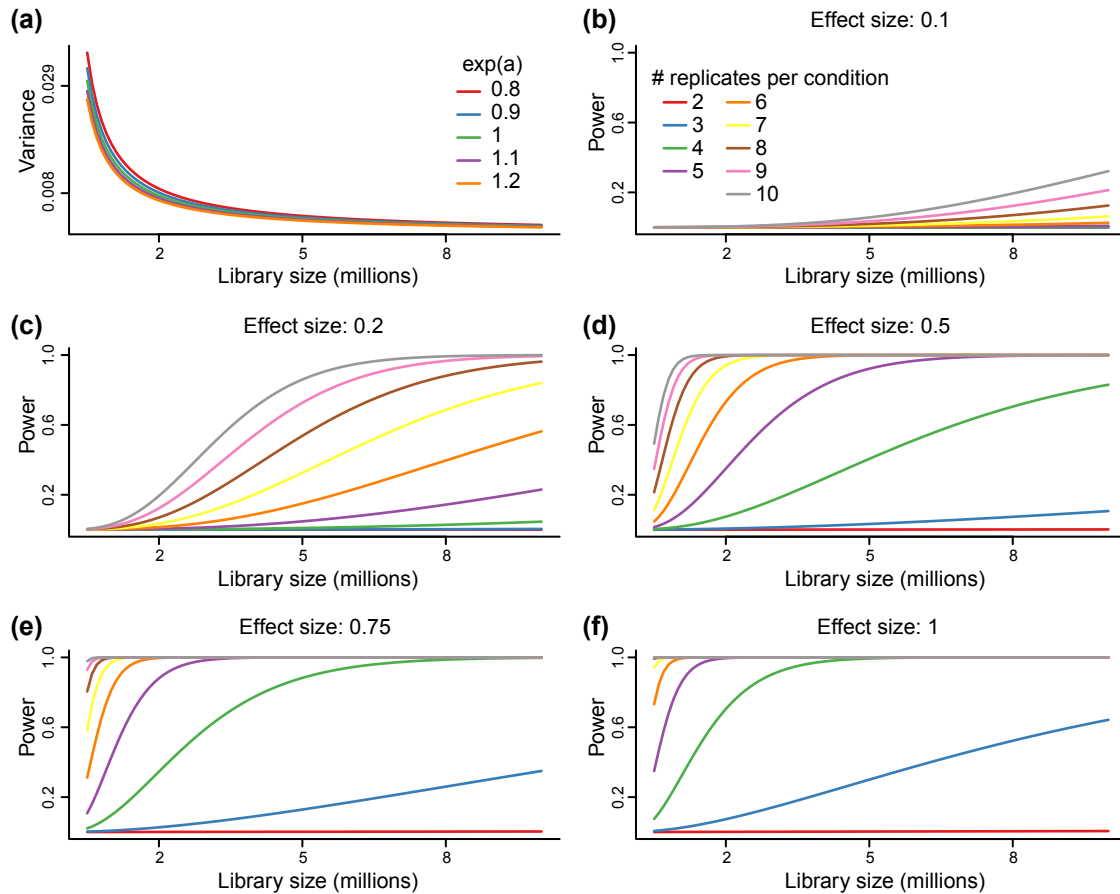 (a)
exp(a)
0.8
0.9
1
1.1
1.2
Variance
0.029
0.008
2 5 8
Library size (millions)
(b) Effect size: 0.1
# replicates per condition
2 6
3 7
4 8
5 9
10
Power
1.0
0.6
0.2
2 5 8
Library size (millions)
(c) Effect size: 0.2
Power
1.0
0.6
0.2
2 5 8
Library size (millions)
(d) Effect size: 0.5
Power
1.0
0.6
0.2
2 5 8
Library size (millions)
(e) Effect size: 0.75
Power
1.0
0.6
0.2
2 5 8
Library size (millions)
(f) Effect size: 1
Power
1.0
0.6
0.2
2 5 8
Library size (millions)